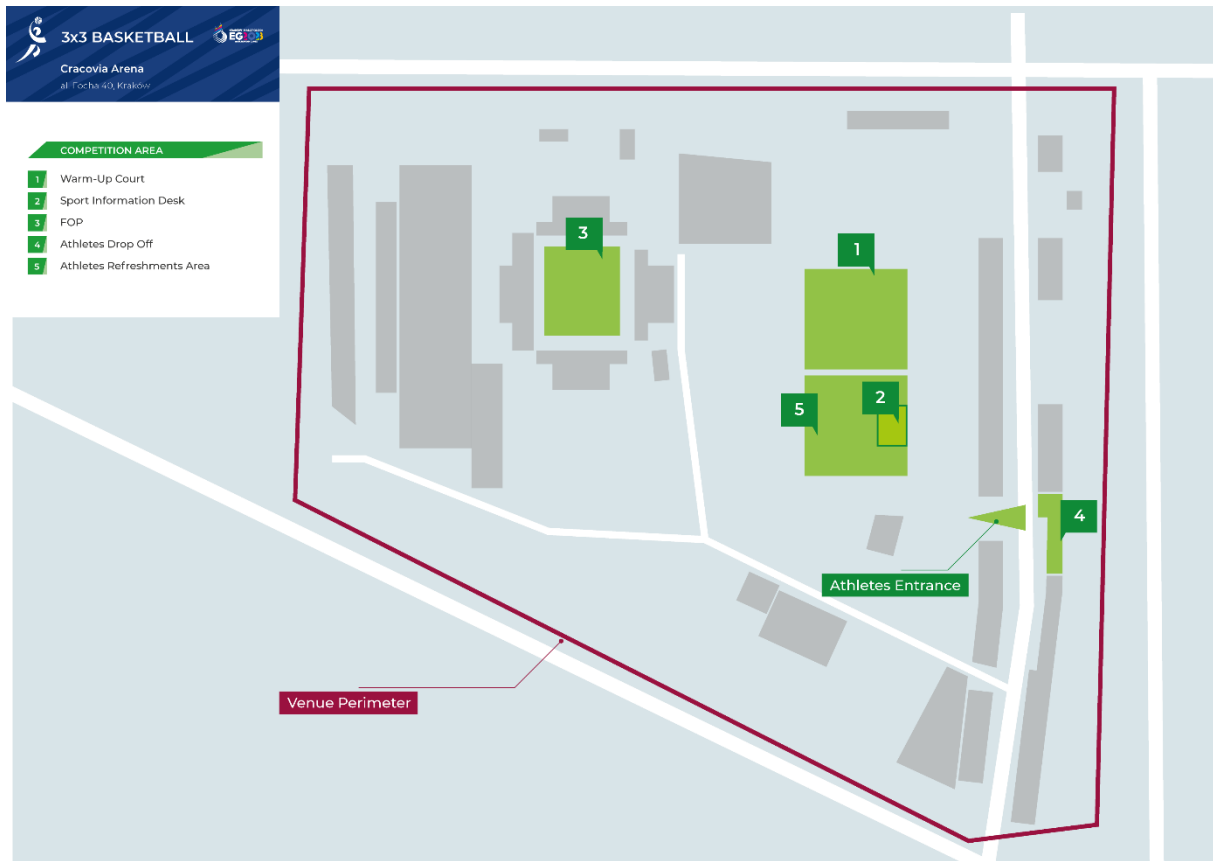 3x3 BASKETBALL
EG2023
Cracovia Arena
al. Focha 40, Kraków
COMPETITION AREA
1 Warm-Up Court
2 Sport Information Desk
3 FOP
4 Athletes Drop Off
5 Athletes Refreshments Area
3
1
2
5
4
Athletes Entrance
Venue Perimeter